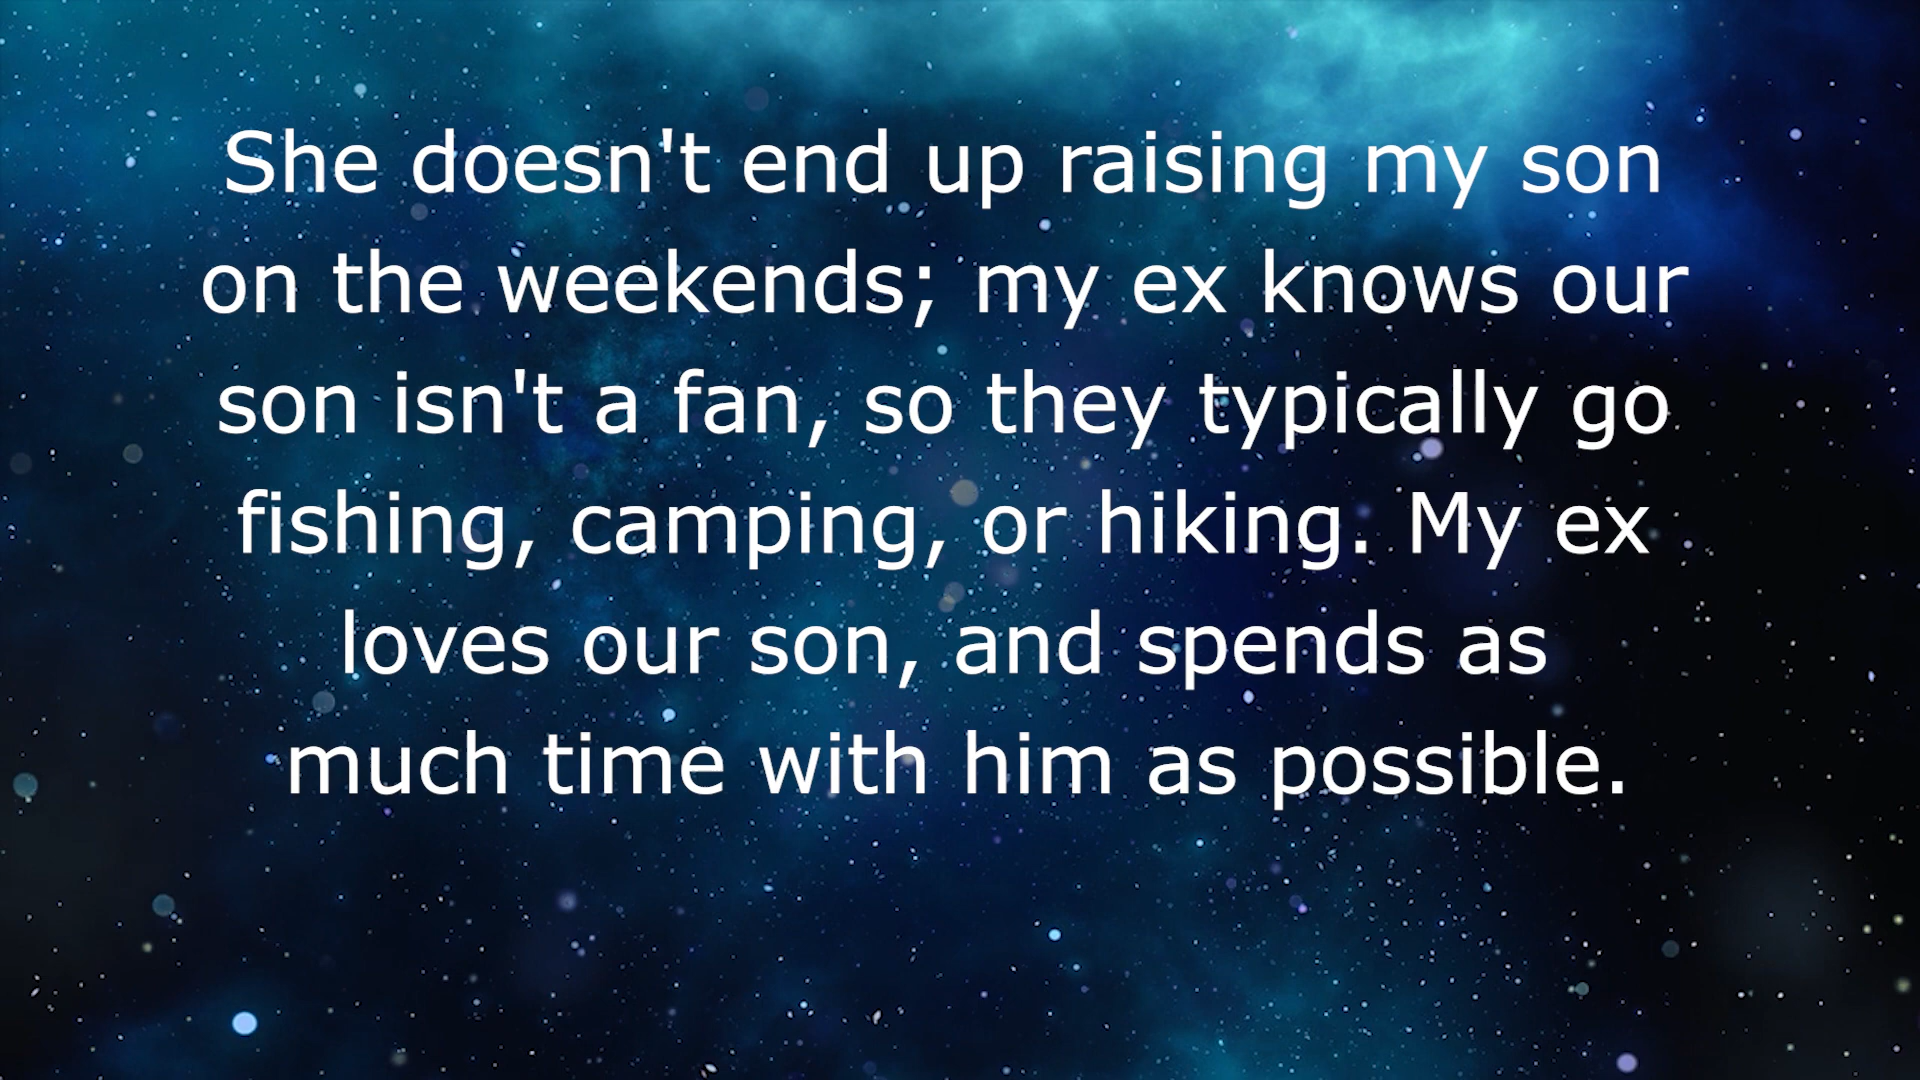 She doesn't end up raising my son
on the weekends; my ex knows our
son isn't a fan, so they typically go
fishing, camping, or hiking. My ex
loves our son, and spends as
much time with him as possible.